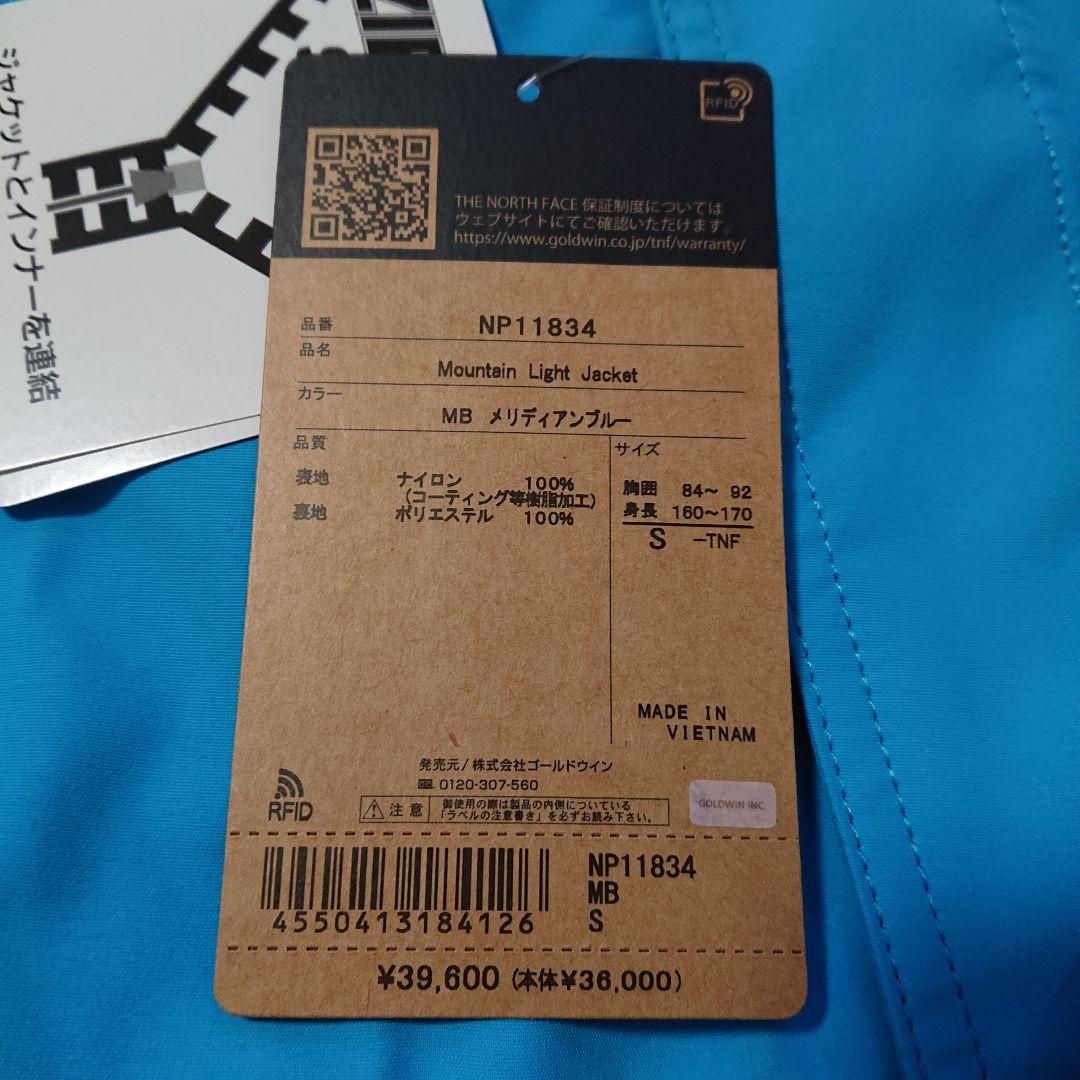 ジャケットとインナーを連結
RFID
THE NORTH FACE 保証制度については
ウェブサイトにてご確認いただけます。
https://www.goldwin.co.jp/tnf/warranty/
品番 NP11834
品名
Mountain Light Jacket
カラー
MB メリディアンブルー
品質
表地 ナイロン 100%
(コーティング等樹脂加工)
裏地 ポリエステル 100%
サイズ
胸囲 84~ 92
身長 160~170
S -TNF
MADE IN
VIETNAM
発売元/株式会社ゴールドウイン
0120-307-560
RFID
注意
御使用の際は製品の内側についている
「ラベルの注意書き」を必ずお読み下さい。
GOLDWIN INC.
4550413184126
NP11834
MB
S
¥39,600 (本体¥36,000)